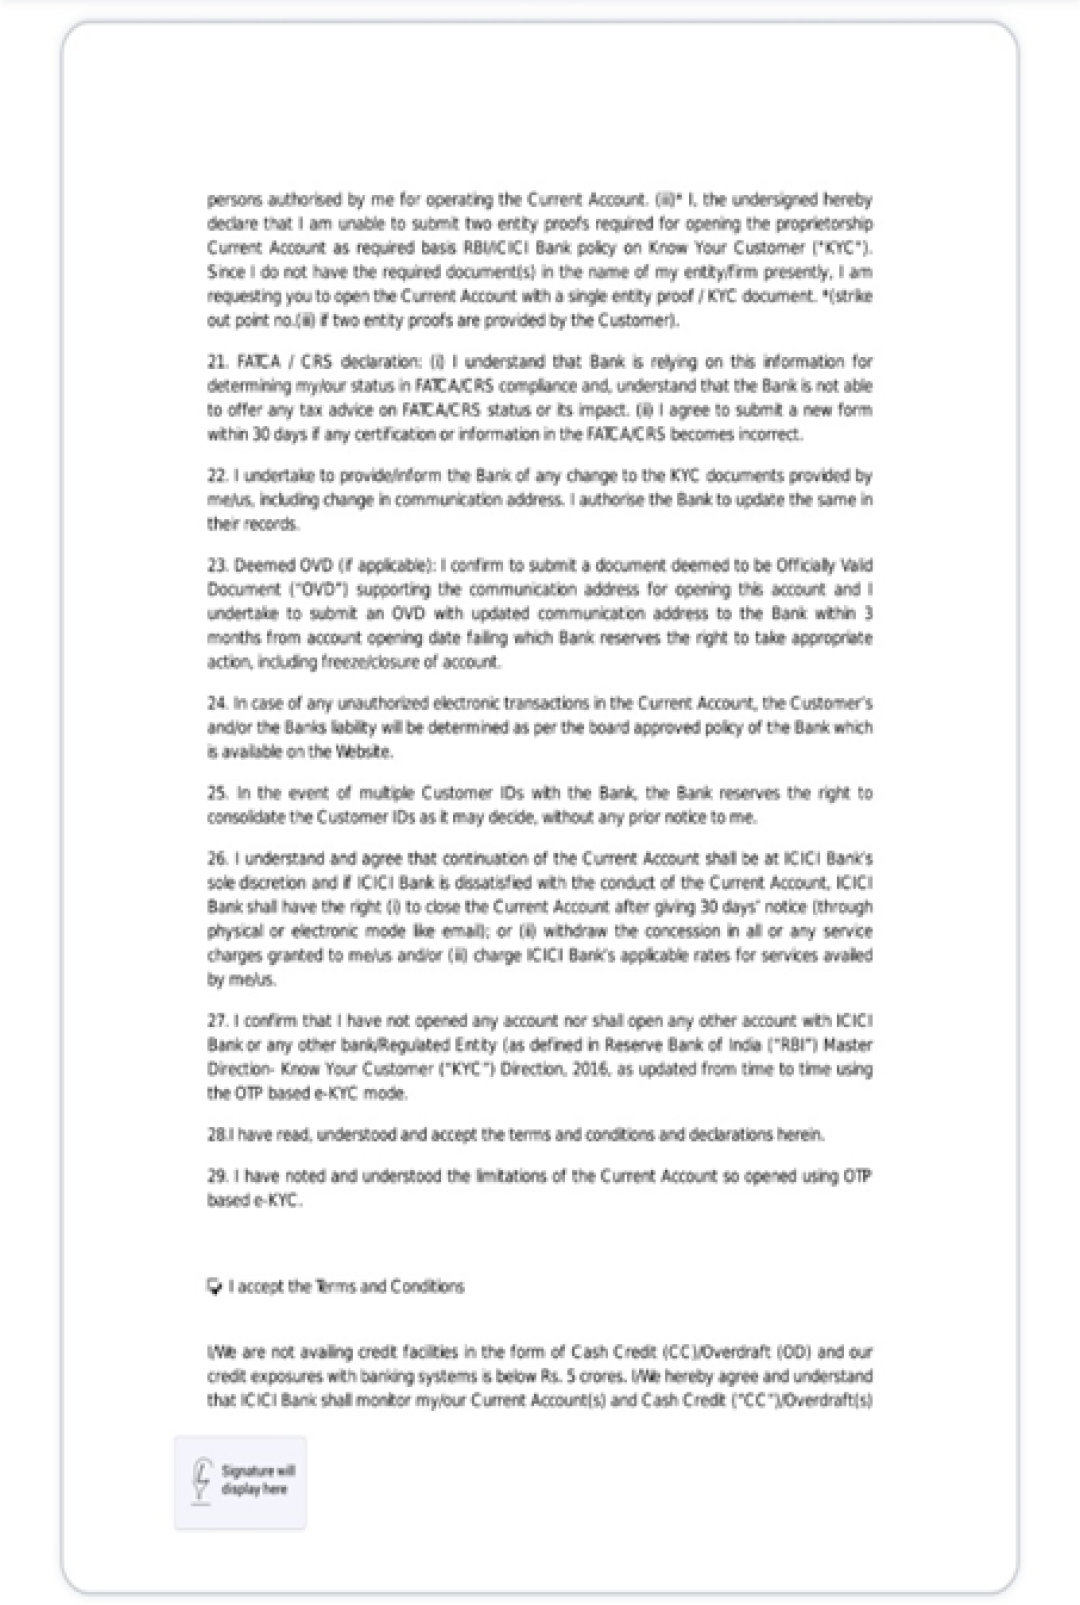 persons authorised by me for operating the Current Account. (ii)* I, the undersigned hereby
declare that I am unable to submit two entity proofs required for opening the proprietorship
Current Account as required basis RBI/ICICI Bank policy on Know Your Customer ("KYC").
Since I do not have the required document(s) in the name of my entity/firm presently, I am
requesting you to open the Current Account with a single entity proof / KYC document. *(strike
out point no.(ii) if two entity proofs are provided by the Customer).
21. FATCA / CRS declaration: (i) I understand that Bank is relying on this information for
determining my/our status in FATCA/CRS compliance and, understand that the Bank is not able
to offer any tax advice on FATCA/CRS status or its impact. (ii) I agree to submit a new form
within 30 days if any certification or information in the FATCA/CRS becomes incorrect.
22. I undertake to provide/inform the Bank of any change to the KYC documents provided by
me/us, including change in communication address. I authorise the Bank to update the same in
their records.
23. Deemed OVD (if applicable): I confirm to submit a document deemed to be Officially Valid
Document ("OVD") supporting the communication address for opening this account and I
undertake to submit an OVD with updated communication address to the Bank within 3
months from account opening date failing which Bank reserves the right to take appropriate
action, including freeze/closure of account.
24. In case of any unauthorized electronic transactions in the Current Account, the Customer's
and/or the Banks liability will be determined as per the board approved policy of the Bank which
is available on the Website.
25. In the event of multiple Customer IDs with the Bank, the Bank reserves the right to
consolidate the Customer IDs as it may decide, without any prior notice to me.
26. I understand and agree that continuation of the Current Account shall be at ICICI Bank's
sole discretion and if ICICI Bank is dissatisfied with the conduct of the Current Account, ICICI
Bank shall have the right (i) to close the Current Account after giving 30 days' notice (through
physical or electronic mode like email); or (ii) withdraw the concession in all or any service
charges granted to me/us and/or (iii) charge ICICI Bank's applicable rates for services availed
by me/us.
27. I confirm that I have not opened any account nor shall open any other account with ICICI
Bank or any other bank/Regulated Entity (as defined in Reserve Bank of India ("RBI") Master
Direction- Know Your Customer ("KYC") Direction, 2016, as updated from time to time using
the OTP based e-KYC mode.
28.I have read, understood and accept the terms and conditions and declarations herein.
29. I have noted and understood the limitations of the Current Account so opened using OTP
based e-KYC.
I accept the Terms and Conditions
I/We are not availing credit facilities in the form of Cash Credit (CC)/Overdraft (OD) and our
credit exposures with banking systems is below Rs. 5 crores. I/We hereby agree and understand
that ICICI Bank shall monitor my/our Current Account(s) and Cash Credit ("CC")/Overdraft(s)
Signature will
display here